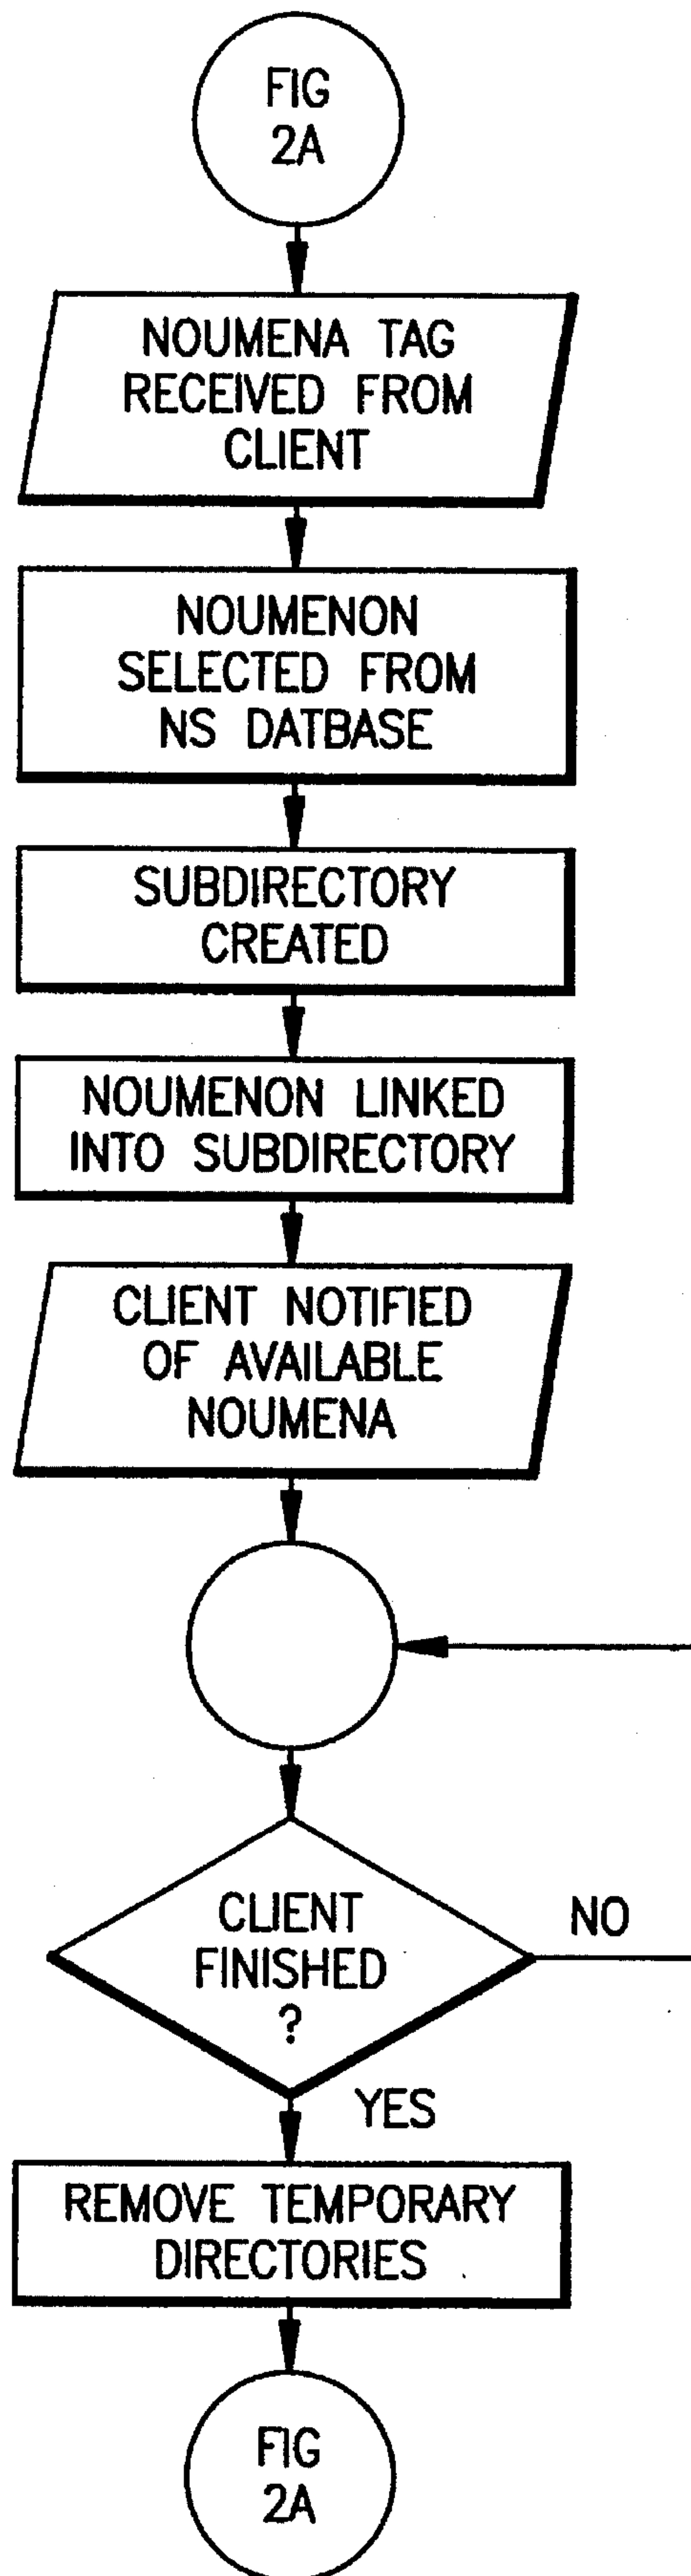 FIG
2A
NOUMENA TAG
RECEIVED FROM
CLIENT
NOUMENON
SELECTED FROM
NS DATBASE
SUBDIRECTORY
CREATED
NOUMENON LINKED
INTO SUBDIRECTORY
CLIENT NOTIFIED
OF AVAILABLE
NOUMENA
CLIENT
FINISHED
?
NO
YES
REMOVE TEMPORARY
DIRECTORIES
FIG
2A